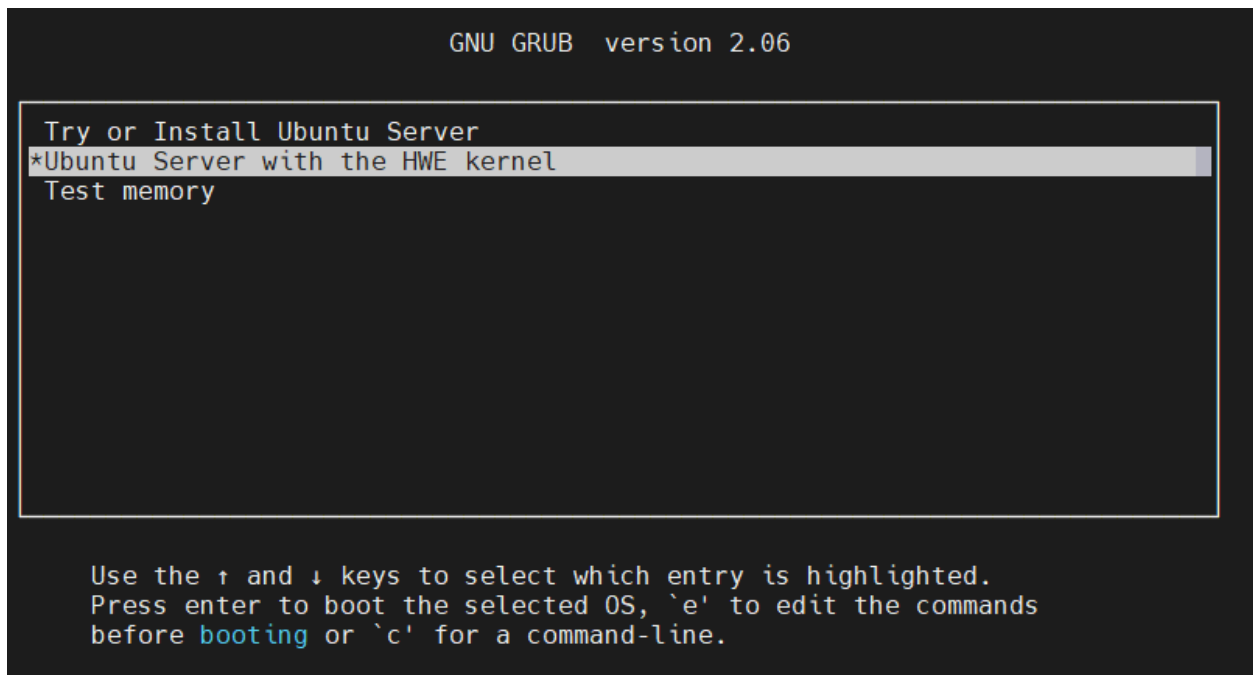 GNU GRUB  version 2.06
Try or Install Ubuntu Server
*Ubuntu Server with the HWE kernel
Test memory
Use the ↑ and ↓ keys to select which entry is highlighted.
Press enter to boot the selected OS, `e' to edit the commands
before booting or `c' for a command-line.